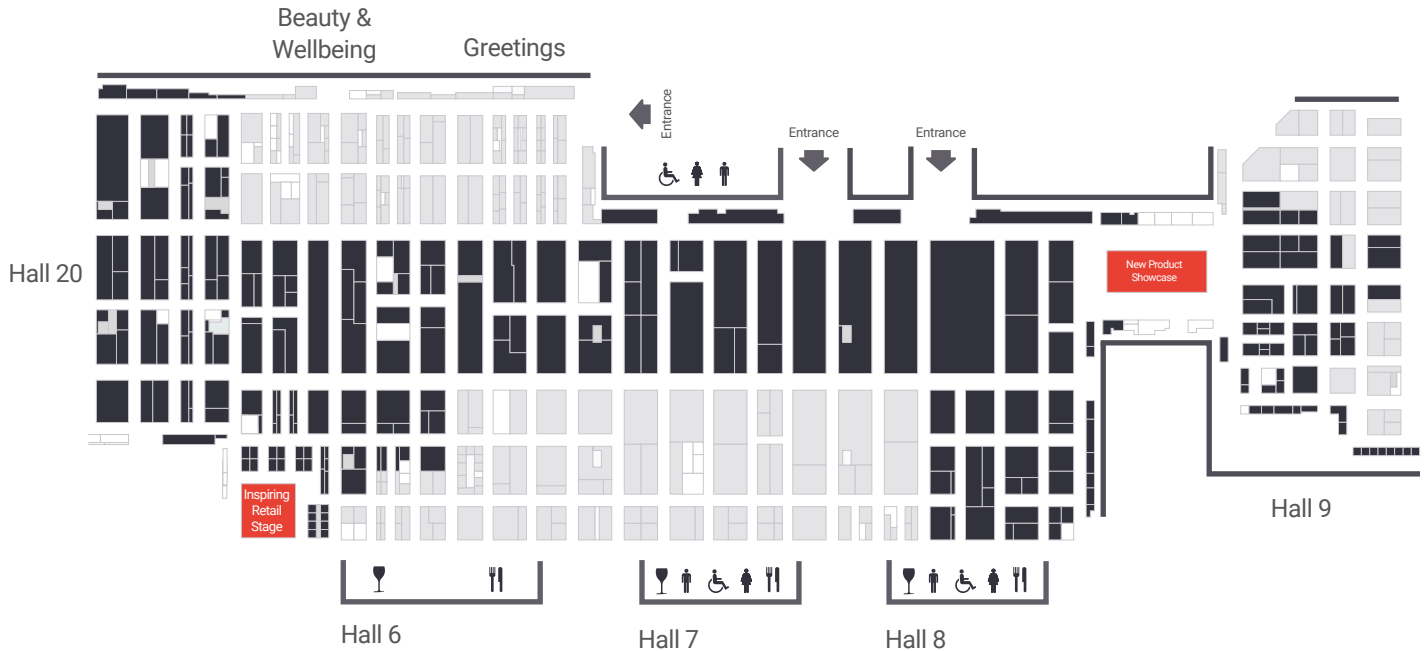 Beauty &
Wellbeing
Greetings
Entrance
Entrance
Entrance
Hall 20
New Product
Showcase
Inspiring
Retail
Stage
Hall 9
Hall 6
Hall 7
Hall 8